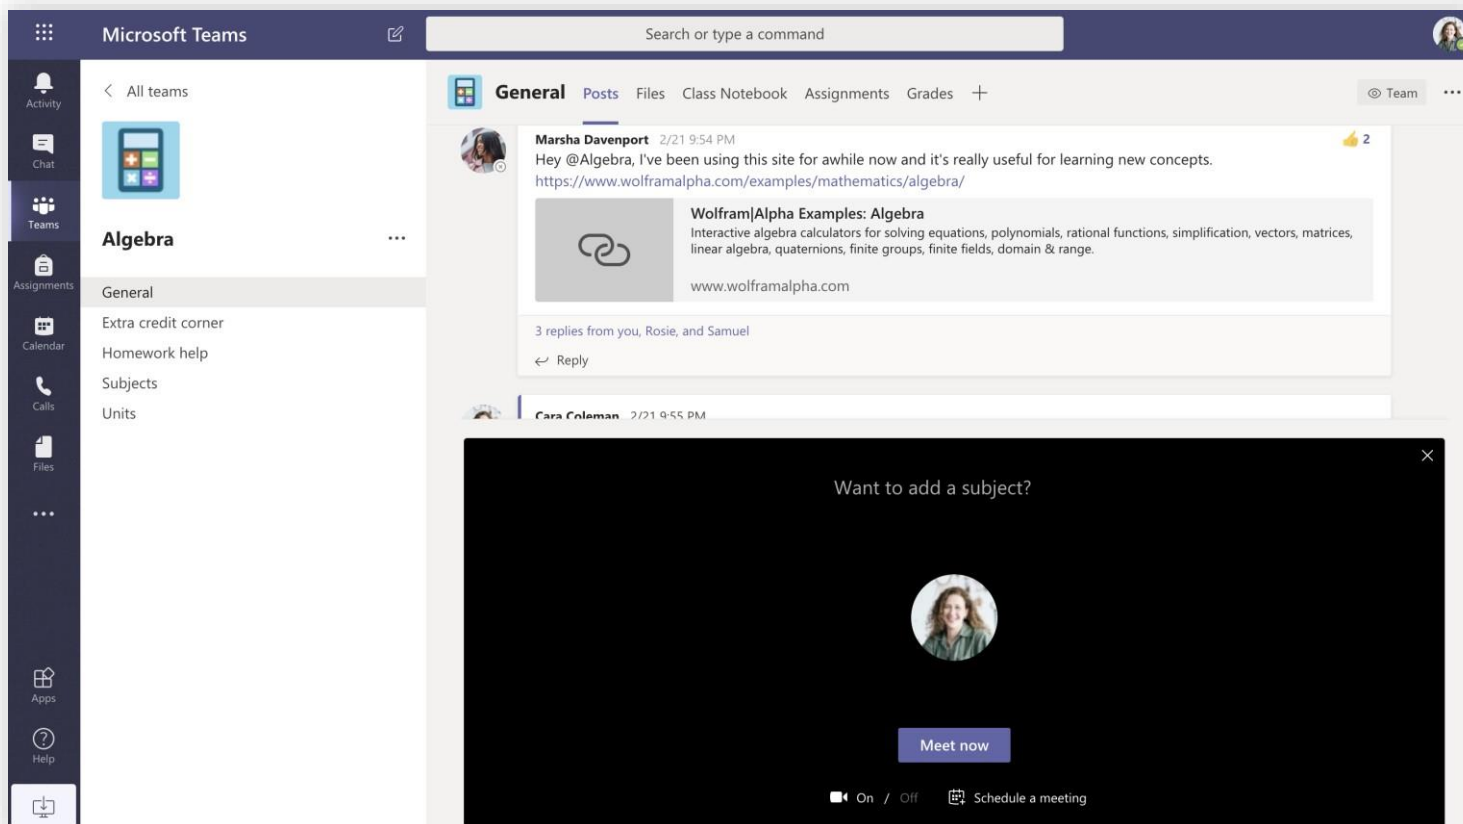 Microsoft Teams
Search or type a command
Activity
Chat
Teams
Assignments
Calendar
Calls
Files
Apps
Help
All teams
Algebra
General
Extra credit corner
Homework help
Subjects
Units
General Posts Files Class Notebook Assignments Grades
Team
Marsha Davenport 2/21 9:54 PM
2
Hey @Algebra, I've been using this site for awhile now and it's really useful for learning new concepts.
https://www.wolframalpha.com/examples/mathematics/algebra/
Wolfram|Alpha Examples: Algebra
Interactive algebra calculators for solving equations, polynomials, rational functions, simplification, vectors, matrices,
linear algebra, quaternions, finite groups, finite fields, domain & range.
www.wolframalpha.com
3 replies from you, Rosie, and Samuel
Reply
Cara Coleman 2/21 9:55 PM
Want to add a subject?
Meet now
On / Off Schedule a meeting